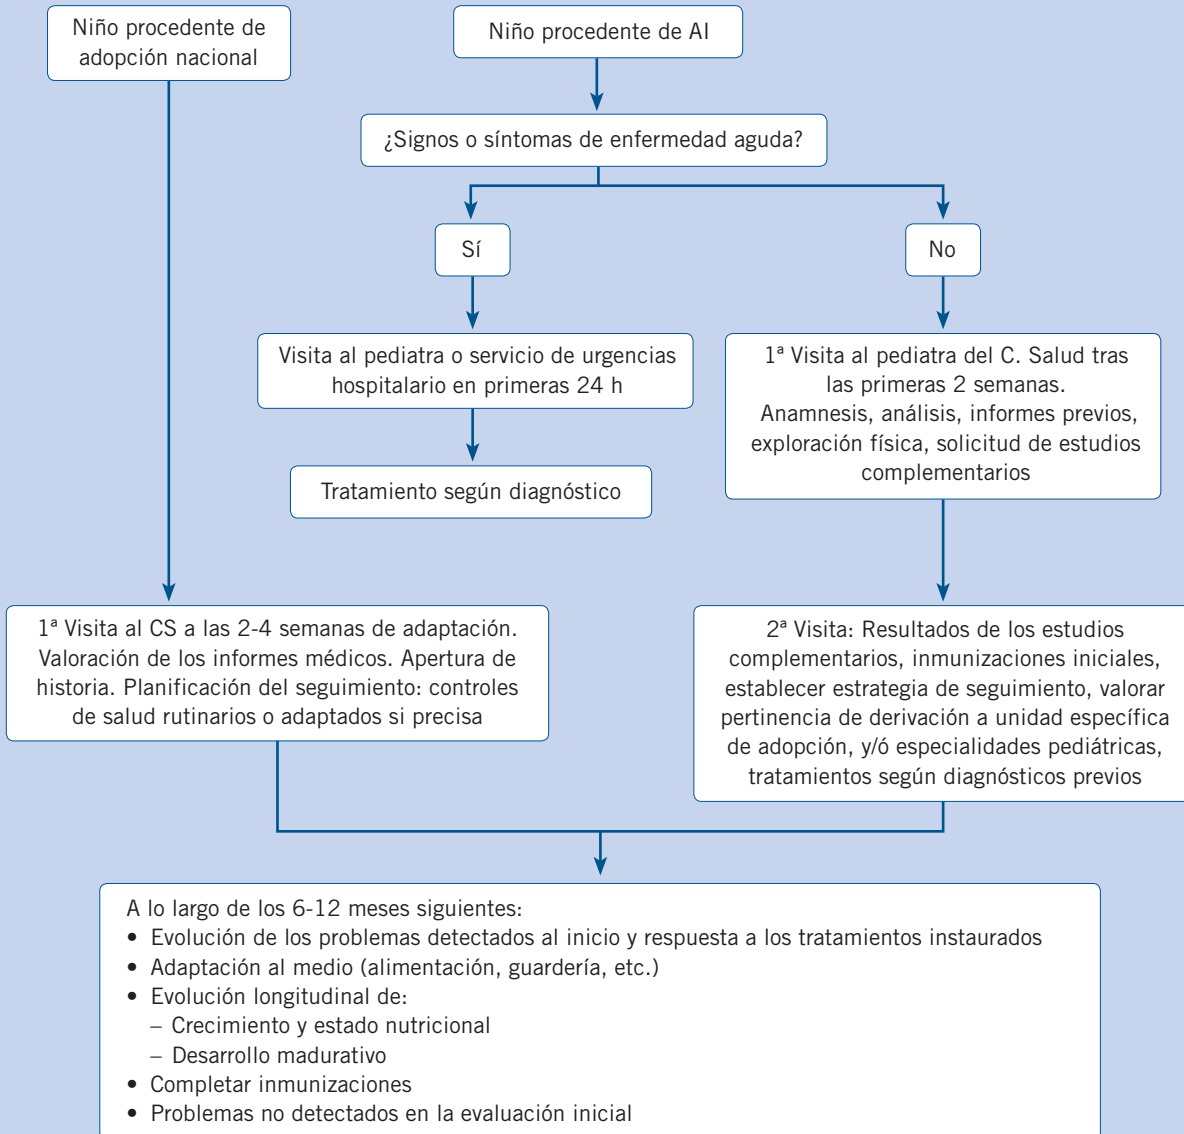 Niño procedente de
adopción nacional
Niño procedente de AI
¿Signos o síntomas de enfermedad aguda?
Sí
No
Visita al pediatra o servicio de urgencias
hospitalario en primeras 24 h
1ª Visita al pediatra del C. Salud tras
las primeras 2 semanas.
Anamnesis, análisis, informes previos,
exploración física, solicitud de estudios
complementarios
Tratamiento según diagnóstico
1ª Visita al CS a las 2-4 semanas de adaptación.
Valoración de los informes médicos. Apertura de
historia. Planificación del seguimiento: controles
de salud rutinarios o adaptados si precisa
2ª Visita: Resultados de los estudios
complementarios, inmunizaciones iniciales,
establecer estrategia de seguimiento, valorar
pertinencia de derivación a unidad específica
de adopción, y/ó especialidades pediátricas,
tratamientos según diagnósticos previos
A lo largo de los 6-12 meses siguientes:
• Evolución de los problemas detectados al inicio y respuesta a los tratamientos instaurados
• Adaptación al medio (alimentación, guardería, etc.)
• Evolución longitudinal de:
– Crecimiento y estado nutricional
– Desarrollo madurativo
• Completar inmunizaciones
• Problemas no detectados en la evaluación inicial